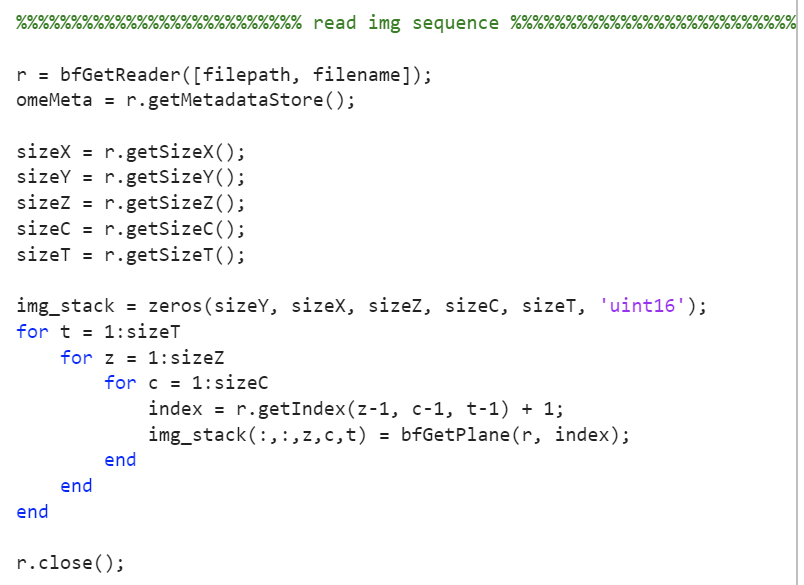 %%%%%%%%%%%%%%%%%%%%%%%%%% read img sequence %%%%%%%%%%%%%%%%%%%%%%%%%%
r = bfGetReader([filepath, filename]);
omeMeta = r.getMetadataStore();
sizeX = r.getSizeX();
sizeY = r.getSizeY();
sizeZ = r.getSizeZ();
sizeC = r.getSizeC();
sizeT = r.getSizeT();
img_stack = zeros(sizeY, sizeX, sizeZ, sizeC, sizeT, 'uint16');
for t = 1:sizeT
    for z = 1:sizeZ
        for c = 1:sizeC
            index = r.getIndex(z-1, c-1, t-1) + 1;
            img_stack(:,:,z,c,t) = bfGetPlane(r, index);
        end
    end
end
r.close();